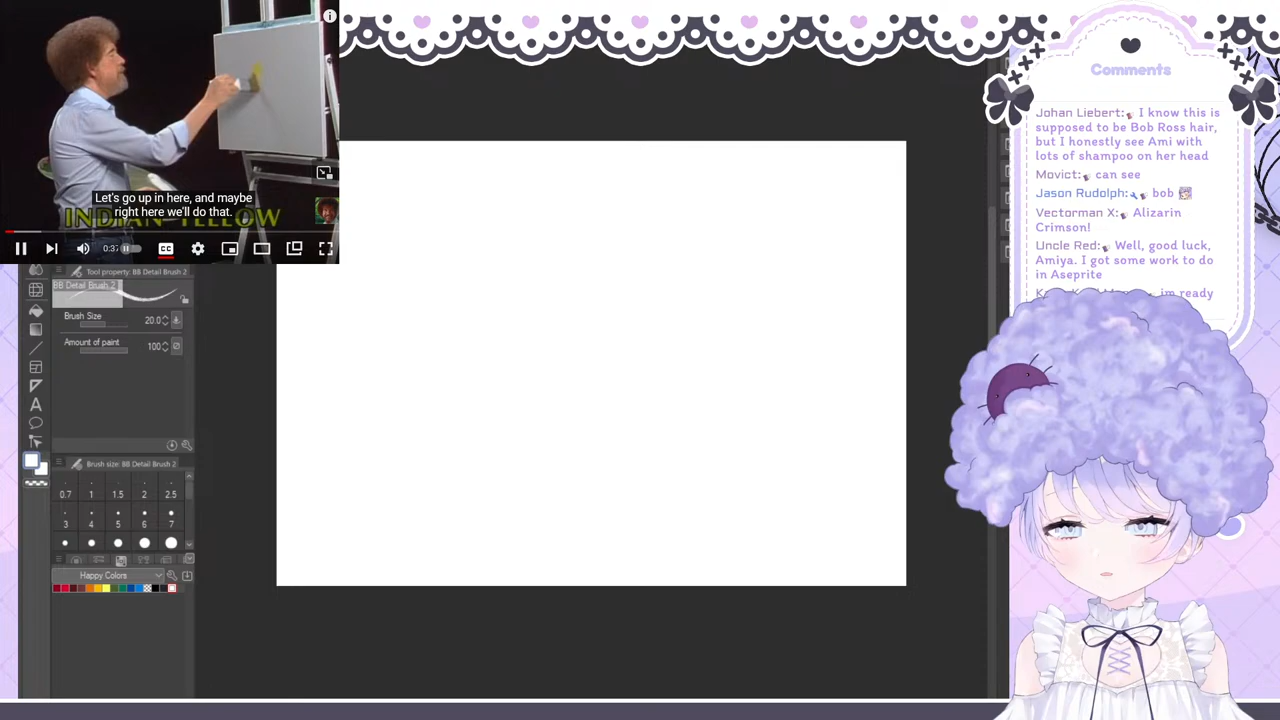 Let's go up in here, and maybe
right here we'll do that.
INDIAN YELLOW
0:37
CC
Tool property: BB Detail Brush 2
BB Detail Brush 2
Brush Size 20.0
Amount of paint 100
Brush size: BB Detail Brush 2
0.7 1 1.5 2 2.5
3 4 5 6 7
Happy Colors
Comments
Johan Liebert: I know this is
supposed to be Bob Ross hair,
but I honestly see Ami with
lots of shampoo on her head
Movict: can see
Jason Rudolph: bob
Vectorman X: Alizarin
Crimson!
Uncle Red: Well, good luck,
Amiya. I got some work to do
in Aseprite
im ready